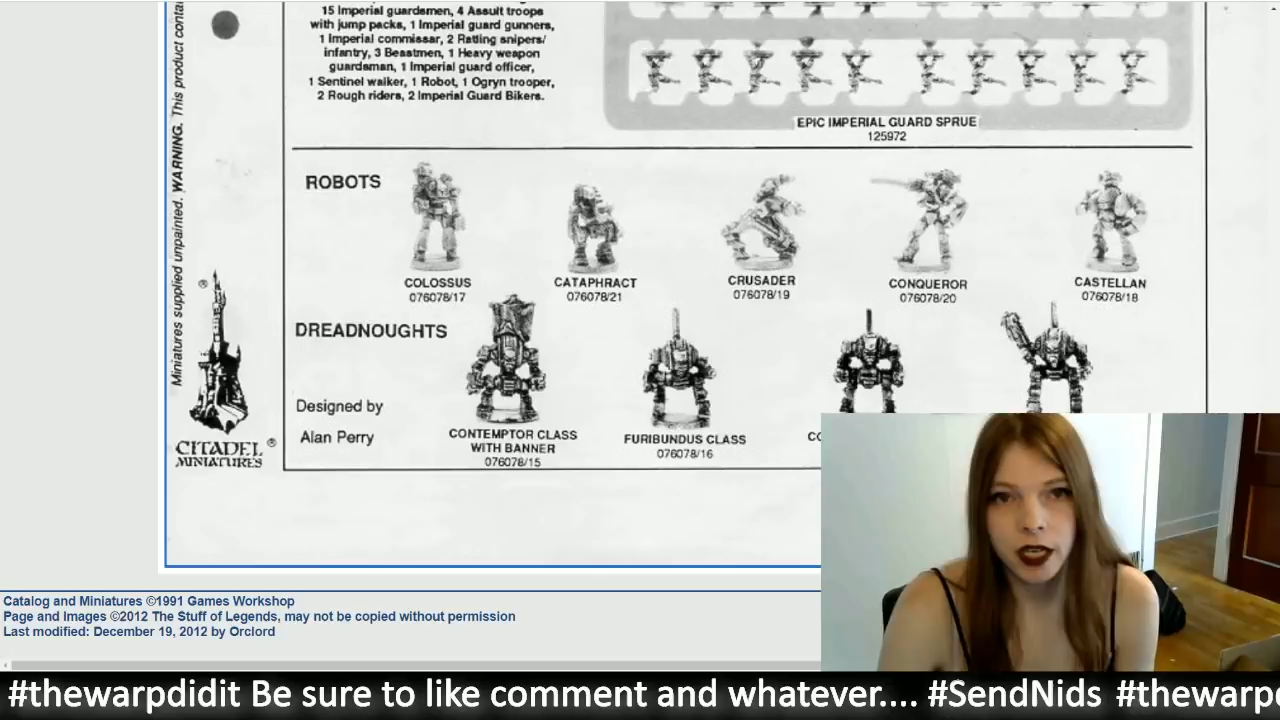 Miniatures supplied unpainted. WARNING. This product conta
15 Imperial guardsmen, 4 Assult troops
with jump packs, 1 Imperial guard gunners,
1 Imperial commissar, 2 Ratling snipers/
infantry, 3 Beastmen, 1 Heavy weapon
guardsman, 1 Imperial guard officer,
1 Sentinel walker, 1 Robot, 1 Ogryn trooper,
2 Rough riders, 2 Imperial Guard Bikers.
EPIC IMPERIAL GUARD SPRUE
125972
ROBOTS
COLOSSUS
076078/17
CATAPHRACT
076078/21
CRUSADER
076078/19
CONQUEROR
076078/20
CASTELLAN
076078/18
DREADNOUGHTS
Designed by
Alan Perry
CONTEMPTOR CLASS
WITH BANNER
076078/15
FURIBUNDUS CLASS
076078/16
CO
®
CITADEL ®
MINIATURES
Catalog and Miniatures ©1991 Games Workshop
Page and Images ©2012 The Stuff of Legends, may not be copied without permission
Last modified: December 19, 2012 by Orclord
#thewarpdidit Be sure to like comment and whatever.... #SendNids #thewarpd